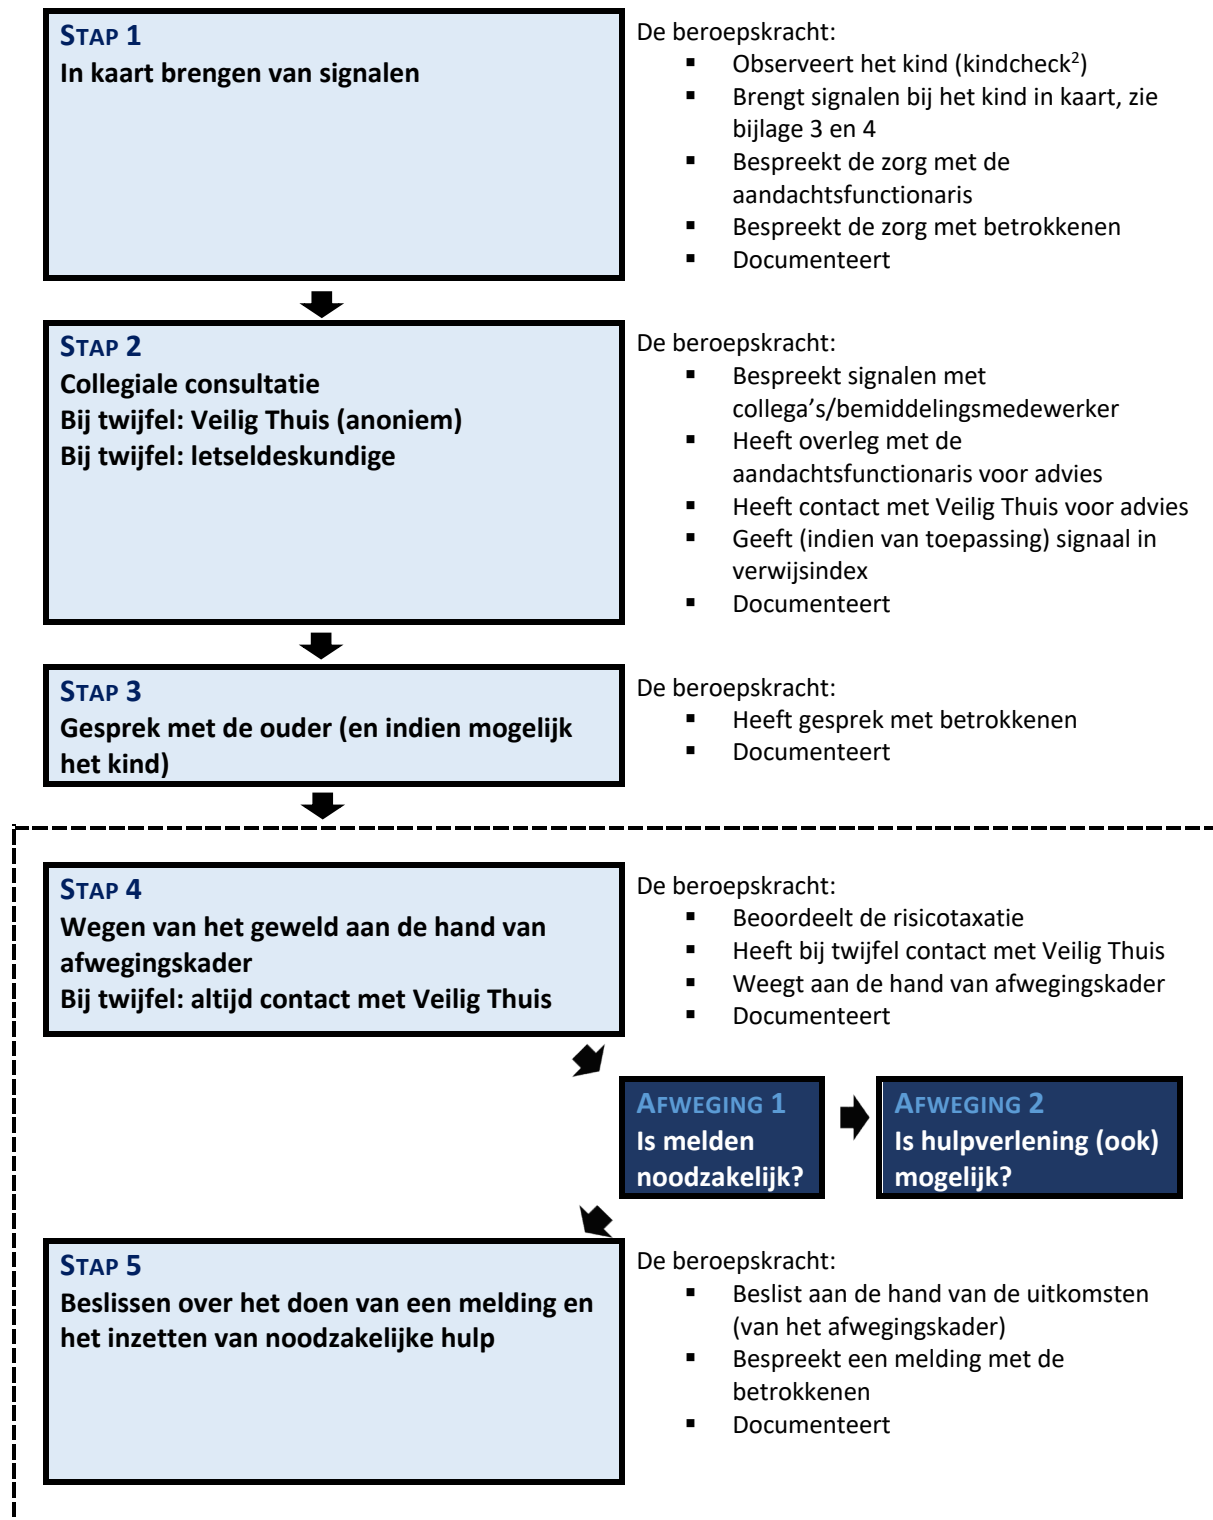 STAP 1
In kaart brengen van signalen
De beroepskracht:
▪ Observeert het kind (kindcheck²)
▪ Brengt signalen bij het kind in kaart, zie
bijlage 3 en 4
▪ Bespreekt de zorg met de
aandachtsfunctionaris
▪ Bespreekt de zorg met betrokkenen
▪ Documenteert
STAP 2
Collegiale consultatie
Bij twijfel: Veilig Thuis (anoniem)
Bij twijfel: letseldeskundige
De beroepskracht:
▪ Bespreekt signalen met
collega’s/bemiddelingsmedewerker
▪ Heeft overleg met de
aandachtsfunctionaris voor advies
▪ Heeft contact met Veilig Thuis voor advies
▪ Geeft (indien van toepassing) signaal in
verwijsindex
▪ Documenteert
STAP 3
Gesprek met de ouder (en indien mogelijk
het kind)
De beroepskracht:
▪ Heeft gesprek met betrokkenen
▪ Documenteert
STAP 4
Wegen van het geweld aan de hand van
afwegingskader
Bij twijfel: altijd contact met Veilig Thuis
De beroepskracht:
▪ Beoordeelt de risicotaxatie
▪ Heeft bij twijfel contact met Veilig Thuis
▪ Weegt aan de hand van afwegingskader
▪ Documenteert
AFWEGING 1
Is melden
noodzakelijk?
AFWEGING 2
Is hulpverlening (ook)
mogelijk?
STAP 5
Beslissen over het doen van een melding en
het inzetten van noodzakelijke hulp
De beroepskracht:
▪ Beslist aan de hand van de uitkomsten
(van het afwegingskader)
▪ Bespreekt een melding met de
betrokkenen
▪ Documenteert